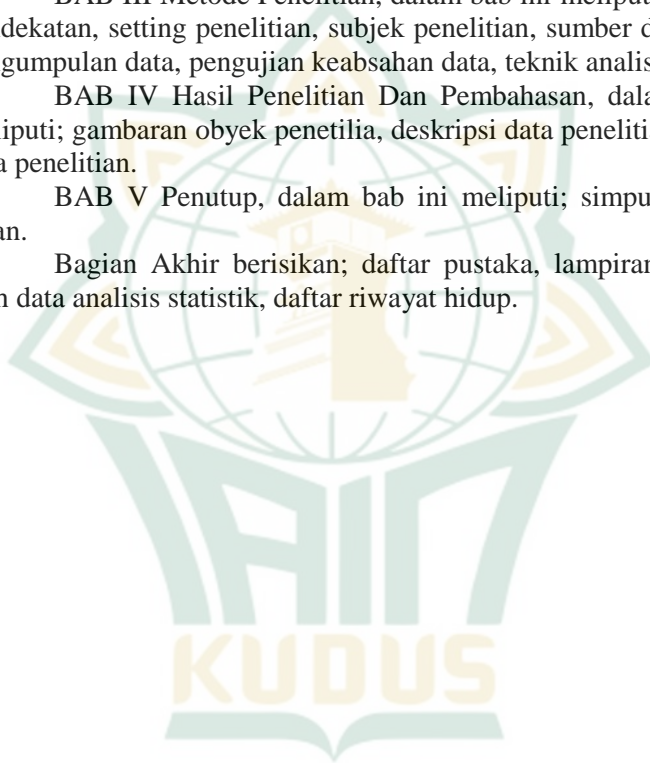 BAB III Metode Penelitian, dalam bab ini meliputi
dekatan, setting penelitian, subjek penelitian, sumber d
gumpulan data, pengujian keabsahan data, teknik analis
BAB IV Hasil Penelitian Dan Pembahasan, dala
liputi; gambaran obyek penetilia, deskripsi data peneliti
a penelitian.
BAB V Penutup, dalam bab ini meliputi; simpu
an.
Bagian Akhir berisikan; daftar pustaka, lampiran
n data analisis statistik, daftar riwayat hidup.
IAIN
KUDUS